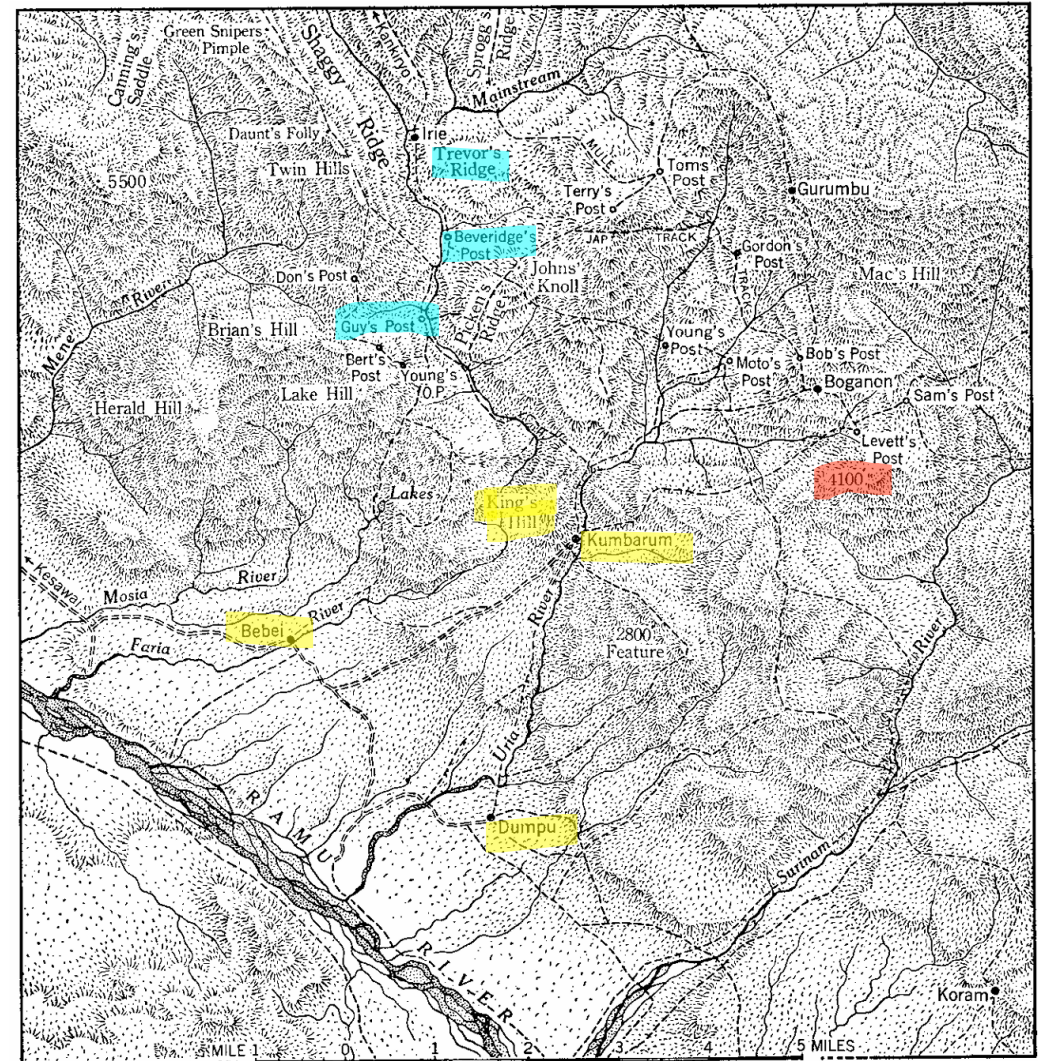 Green Snipers
Pimple
Canning's
Saddle
Shaggy
Ridge
Kankiryo
Sprogg's
Ridge
Mainstream
Daunt's Folly
Irie
Trevor's
Ridge
MULE
Toms
Post
Twin Hills
5500
Terry's
Post
Gurumbu
Beveridge's
Post
JAP TRACK
Gordon's
Post
TRACK
Don's Post
Johns'
Knoll
Mac's Hill
Mene River
Guy's Post
Picken's
Ridge
Brian's Hill
Bert's
Post
Young's
O.P.
Young's
Post
Moto's
Post
Bob's Post
Boganon
Sam's Post
Lake Hill
Herald Hill
Levett's
Post
4100
Lakes
King's
Hill
Kumbarum
Kesawai
Mosia River
Bebei
River
Faria
River
2800
Feature
River
Uria
Dumpu
RAMU
RIVER
Surinam
Koram
MILE 1 0 1 2 3 4 5 MILES